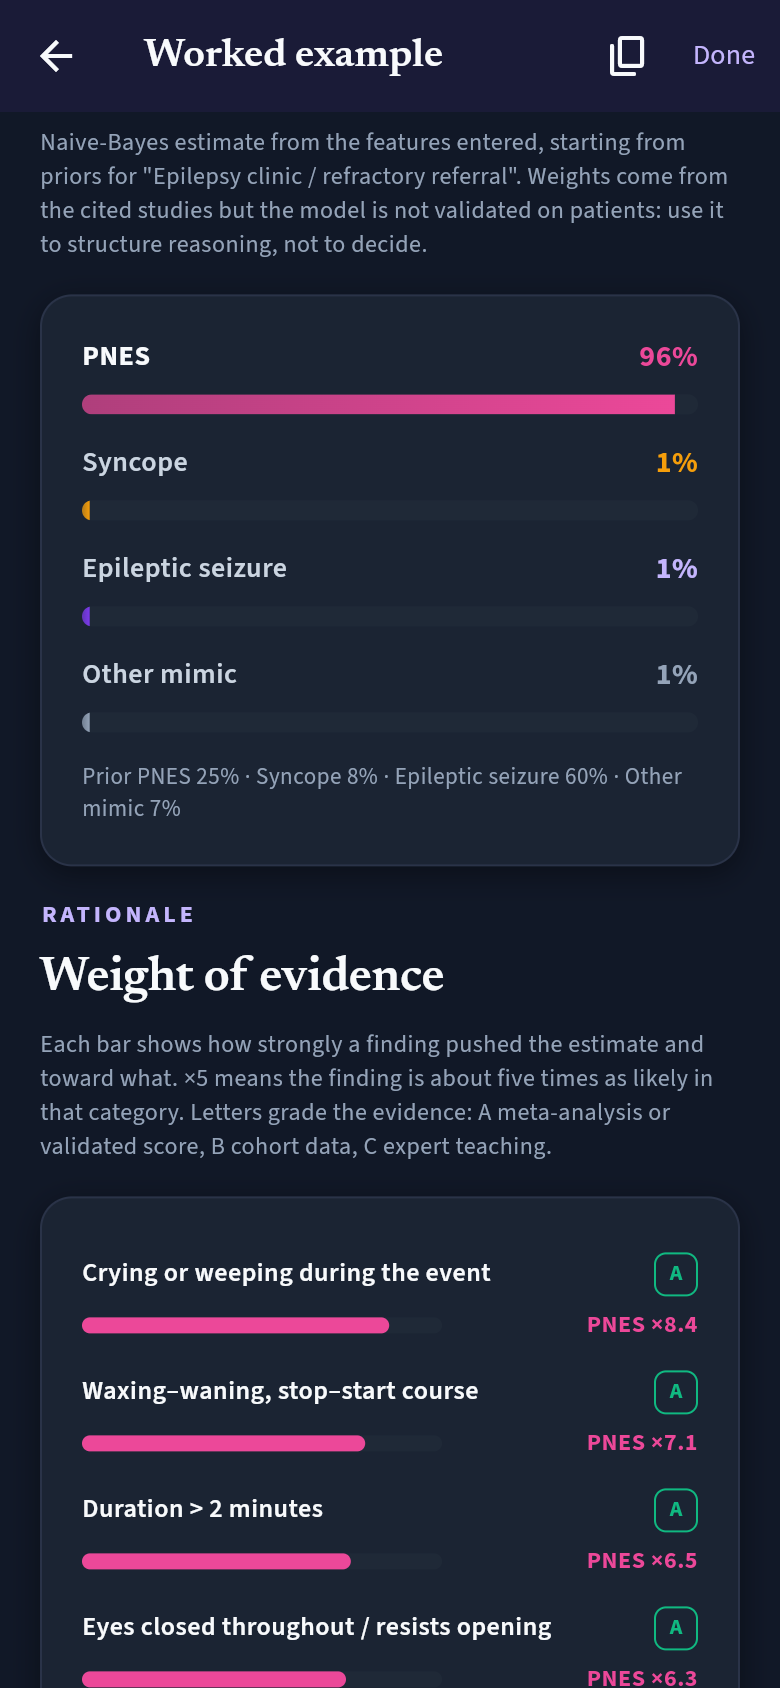 Worked example
Done
Naive-Bayes estimate from the features entered, starting from
priors for "Epilepsy clinic / refractory referral". Weights come from
the cited studies but the model is not validated on patients: use it
to structure reasoning, not to decide.
PNES 96%
Syncope 1%
Epileptic seizure 1%
Other mimic 1%
Prior PNES 25% · Syncope 8% · Epileptic seizure 60% · Other
mimic 7%
RATIONALE
Weight of evidence
Each bar shows how strongly a finding pushed the estimate and
toward what. ×5 means the finding is about five times as likely in
that category. Letters grade the evidence: A meta-analysis or
validated score, B cohort data, C expert teaching.
Crying or weeping during the event A
PNES ×8.4
Waxing–waning, stop–start course A
PNES ×7.1
Duration > 2 minutes A
PNES ×6.5
Eyes closed throughout / resists opening A
PNES ×6.3